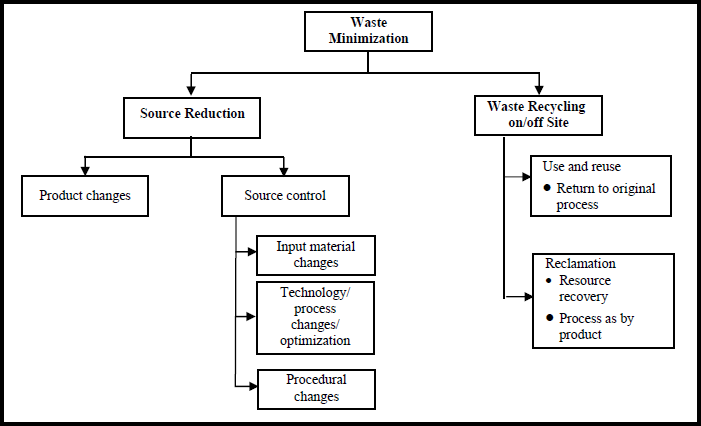 Waste
Minimization
Source Reduction
Waste Recycling
on/off Site
Product changes
Source control
Input material
changes
Technology/
process
changes/
optimization
Procedural
changes
Use and reuse
● Return to original
process
Reclamation
• Resource
recovery
● Process as by
product